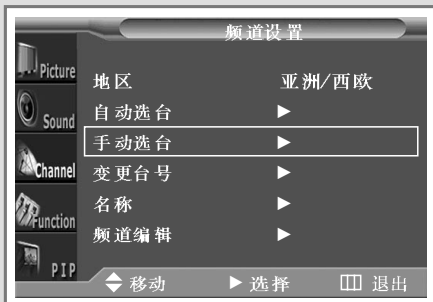 频道设置
Picture
地区 亚洲/西欧
自动选台 ▶
Sound
手动选台 ▶
Channel
变更台号 ▶
名称 ▶
Function
频道编辑 ▶
PIP
移动 ▶选择 退出